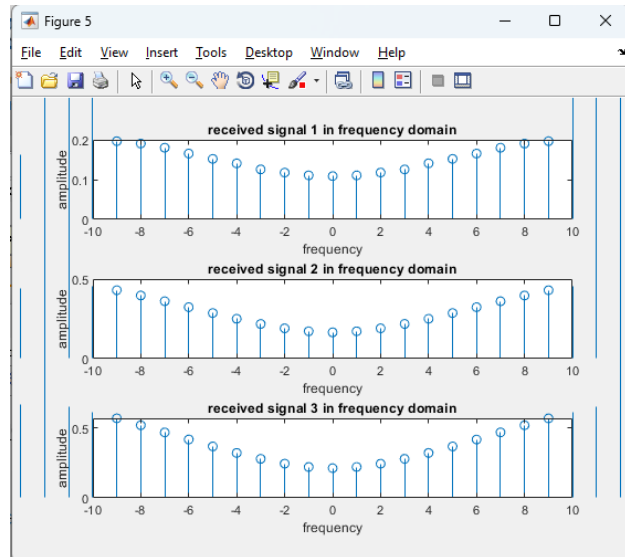 Figure 5
File Edit View Insert Tools Desktop Window Help
received signal 1 in frequency domain
0.2
0.1
0
amplitude
-10 -8 -6 -4 -2 0 2 4 6 8 10
frequency
received signal 2 in frequency domain
0.5
0
amplitude
-10 -8 -6 -4 -2 0 2 4 6 8 10
frequency
received signal 3 in frequency domain
0.5
0
amplitude
-10 -8 -6 -4 -2 0 2 4 6 8 10
frequency